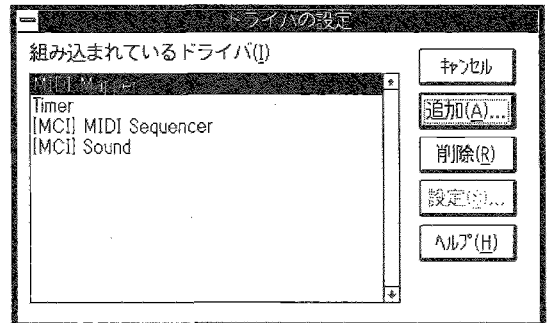 ドライバの設定
組み込まれているドライバ(I)
MIDI Mapper
Timer
[MCI] MIDI Sequencer
[MCI] Sound
ｷｬﾝｾﾙ
追加(A)...
削除(R)
設定(S)...
ﾍﾙﾌﾟ(H)